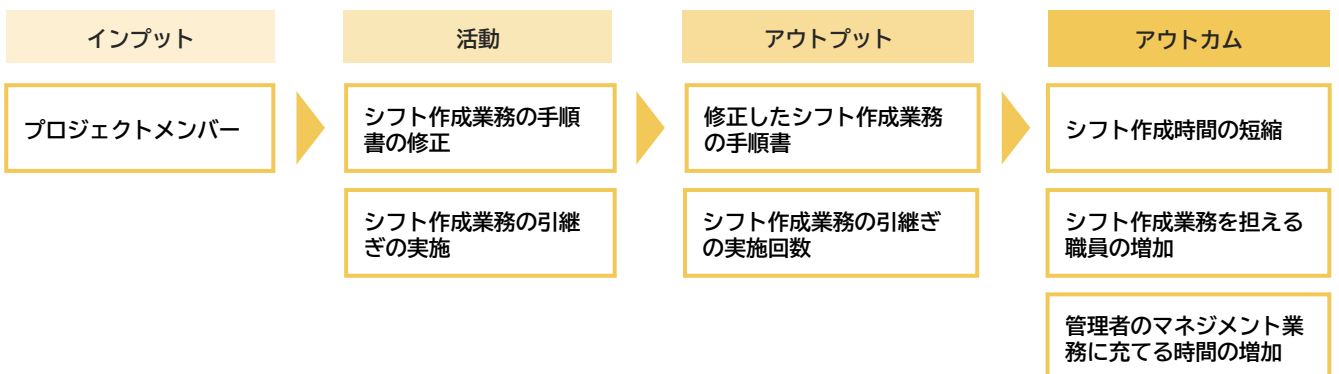 インプット
活動
アウトプット
アウトカム
プロジェクトメンバー
シフト作成業務の手順
書の修正
修正したシフト作成業務
の手順書
シフト作成時間の短縮
シフト作成業務の引継
ぎの実施
シフト作成業務の引継ぎ
の実施回数
シフト作成業務を担える
職員の増加
管理者のマネジメント業
務に充てる時間の増加